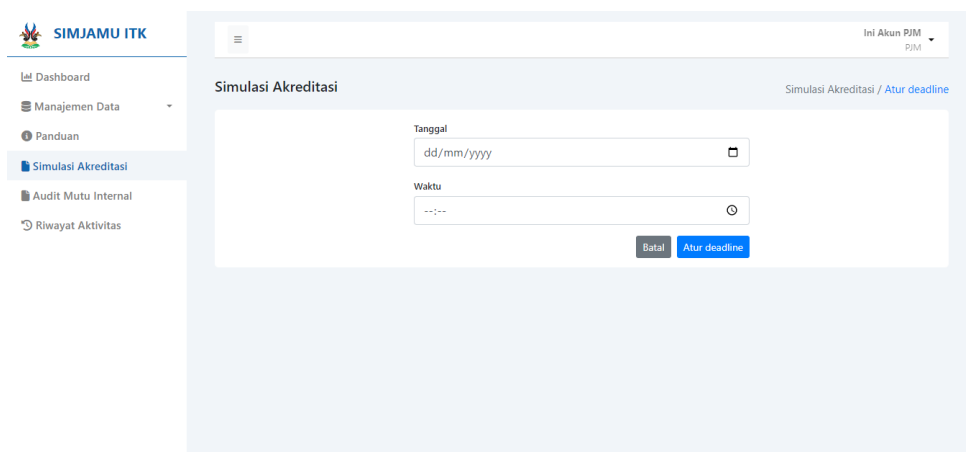 SIMJAMU ITK
Ini Akun PJM
PJM
Dashboard
Manajemen Data
Panduan
Simulasi Akreditasi
Audit Mutu Internal
Riwayat Aktivitas
Simulasi Akreditasi
Simulasi Akreditasi / Atur deadline
Tanggal
dd/mm/yyyy
Waktu
--:--
Batal
Atur deadline